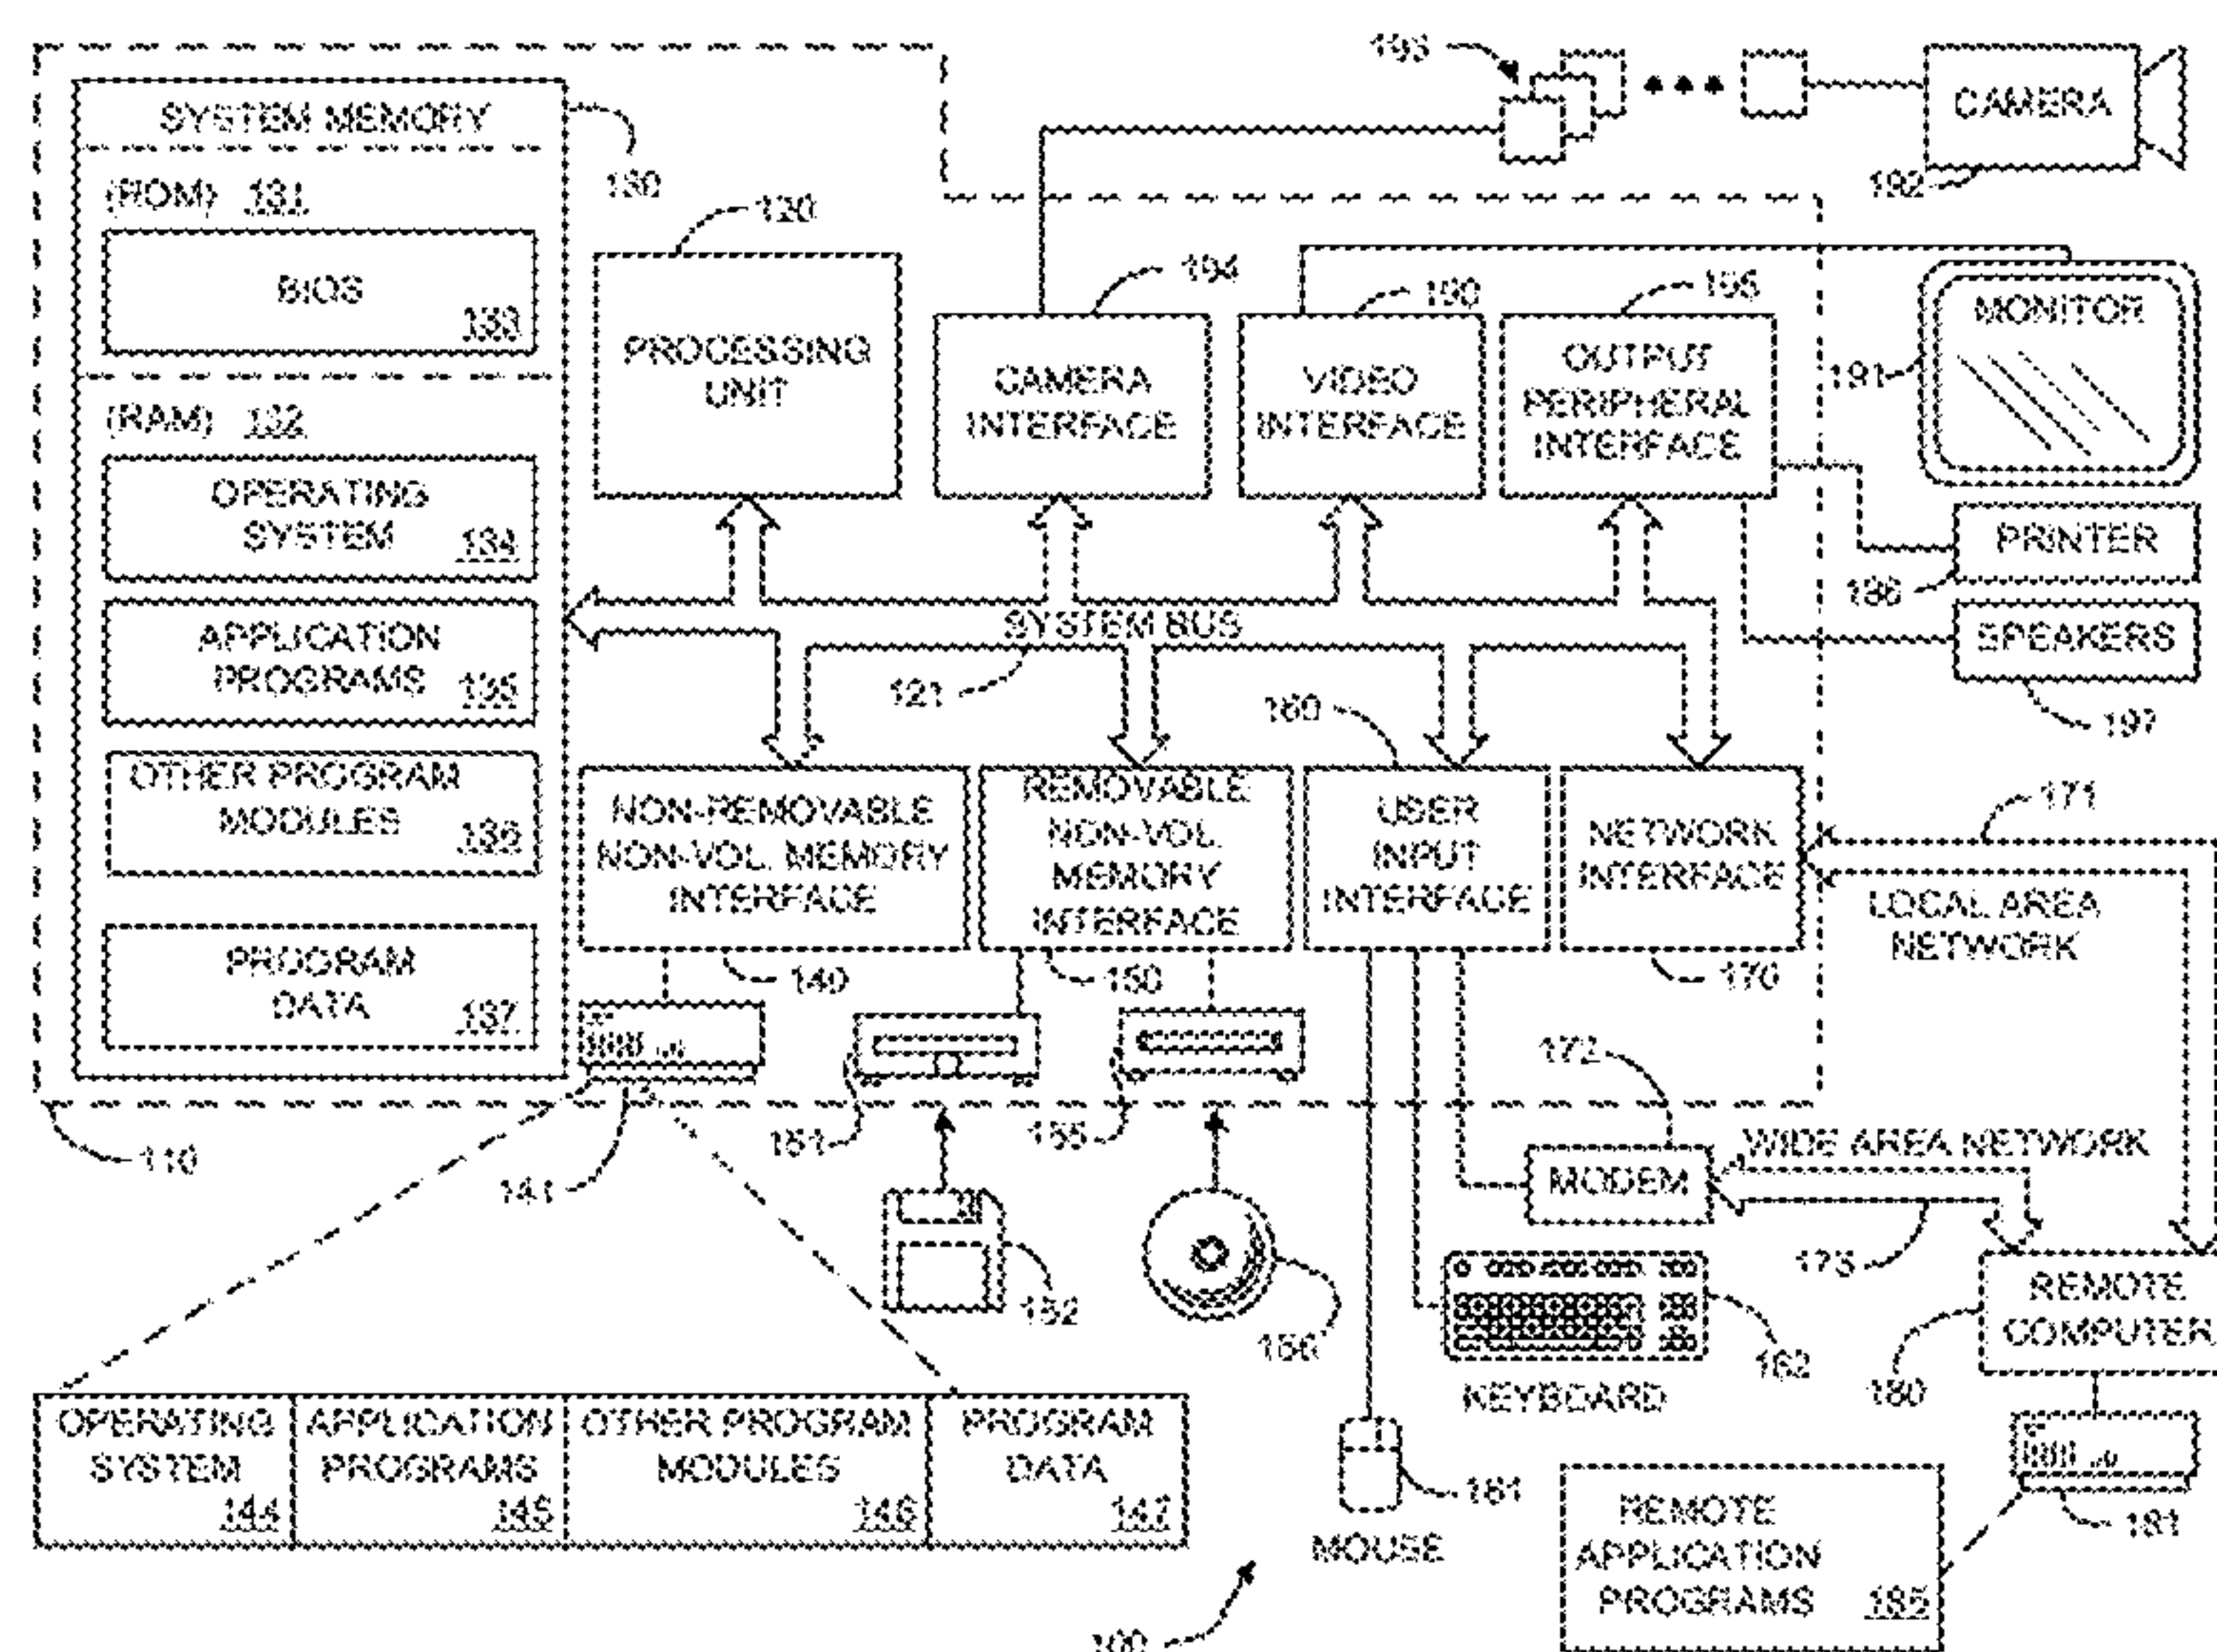 SYSTEM MEMORY
130
(ROM) 131
BIOS
133
(RAM) 132
OPERATING
SYSTEM 134
APPLICATION
PROGRAMS 135
OTHER PROGRAM
MODULES 136
PROGRAM
DATA 137
120
PROCESSING
UNIT
194
CAMERA
INTERFACE
190
VIDEO
INTERFACE
195
OUTPUT
PERIPHERAL
INTERFACE
193
CAMERA
192
MONITOR
191
PRINTER
196
SPEAKERS
197
SYSTEM BUS
121
NON-REMOVABLE
NON-VOL. MEMORY
INTERFACE
140
REMOVABLE
NON-VOL.
MEMORY
INTERFACE
150
160
USER
INPUT
INTERFACE
NETWORK
INTERFACE
170
171
LOCAL AREA
NETWORK
110
141
151
155
152
156
172
MODEM
WIDE AREA NETWORK
173
REMOTE
COMPUTER
180
162
KEYBOARD
161
MOUSE
181
REMOTE
APPLICATION
PROGRAMS 185
OPERATING
SYSTEM
144
APPLICATION
PROGRAMS
145
OTHER PROGRAM
MODULES
146
PROGRAM
DATA
147
100